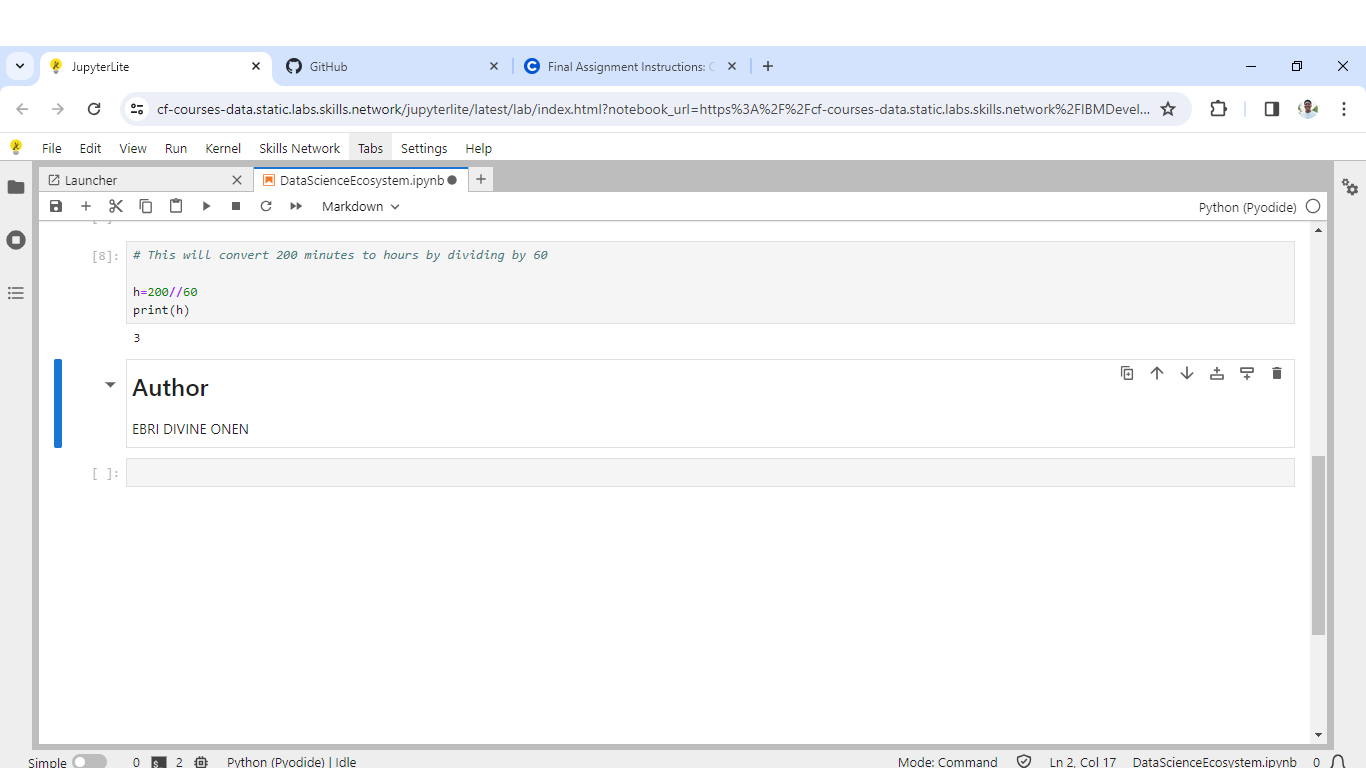 JupyterLite
GitHub
Final Assignment Instructions: C
cf-courses-data.static.labs.skills.network/jupyterlite/latest/lab/index.html?notebook_url=https%3A%2F%2Fcf-courses-data.static.labs.skills.network%2FIBMDevel...
File Edit View Run Kernel Skills Network Tabs Settings Help
Launcher
DataScienceEcosystem.ipynb
Markdown
Python (Pyodide)
[8]:
# This will convert 200 minutes to hours by dividing by 60
h=200//60
print(h)
3
Author
EBRI DIVINE ONEN
[ ]:
Simple 0 2 Python (Pyodide) | Idle Mode: Command Ln 2, Col 17 DataScienceEcosystem.ipynb 0